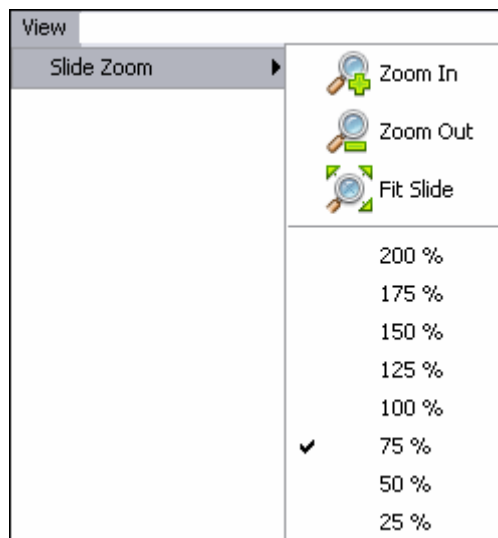 View
Slide Zoom
Zoom In
Zoom Out
Fit Slide
200 %
175 %
150 %
125 %
100 %
75 %
50 %
25 %